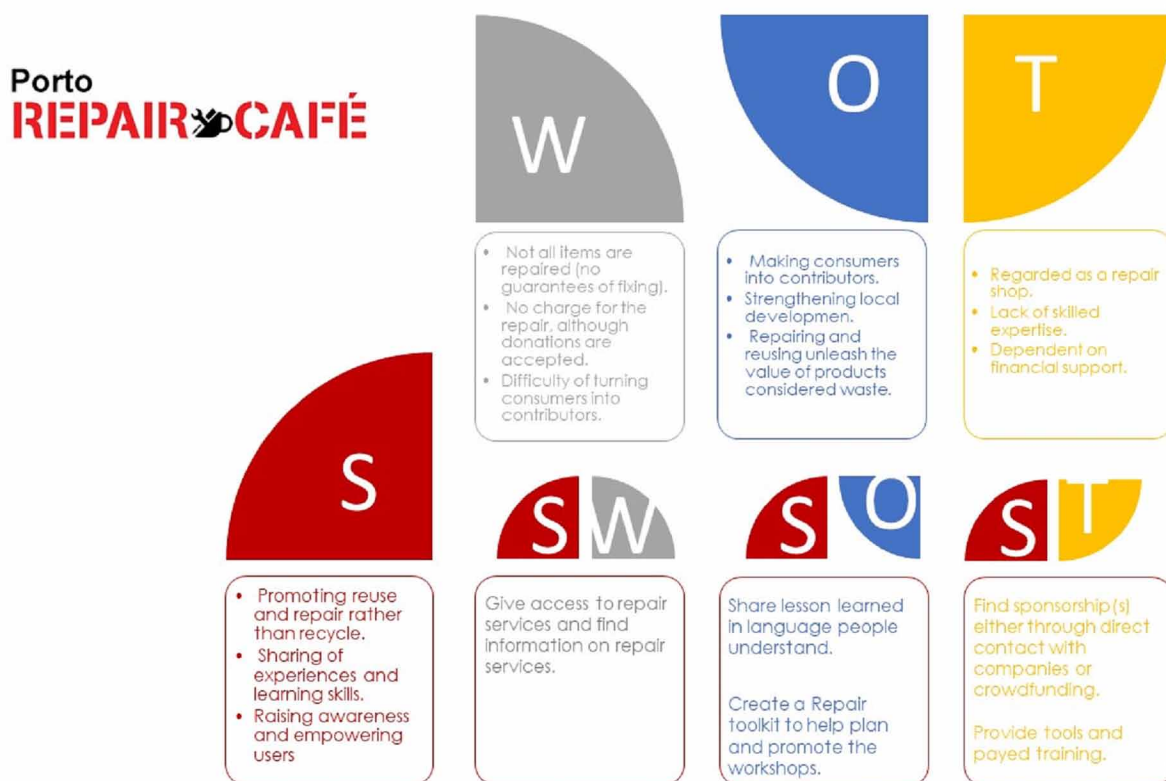 Porto
REPAIR CAFÉ
W
O
T
• Not all items are
repaired (no
guarantees of fixing).
• No charge for the
repair, although
donations are
accepted.
• Difficulty of turning
consumers into
contributors.
• Making consumers
into contributors.
• Strengthening local
developmen.
• Repairing and
reusing unleash the
value of products
considered waste.
• Regarded as a repair
shop.
• Lack of skilled
expertise.
• Dependent on
financial support.
S
S W
S O
S T
• Promoting reuse
and repair rather
than recycle.
• Sharing of
experiences and
learning skills.
• Raising awareness
and empowering
users
Give access to repair
services and find
information on repair
services.
Share lesson learned
in language people
understand.
Create a Repair
toolkit to help plan
and promote the
workshops.
Find sponsorship(s)
either through direct
contact with
companies or
crowdfunding.
Provide tools and
payed training.